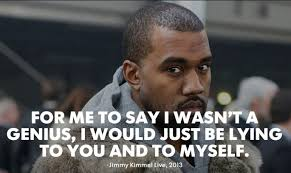 FOR ME TO SAY I WASN'T A
GENIUS, I WOULD JUST BE LYING
TO YOU AND TO MYSELF.
-Jimmy Kimmel Live, 2013